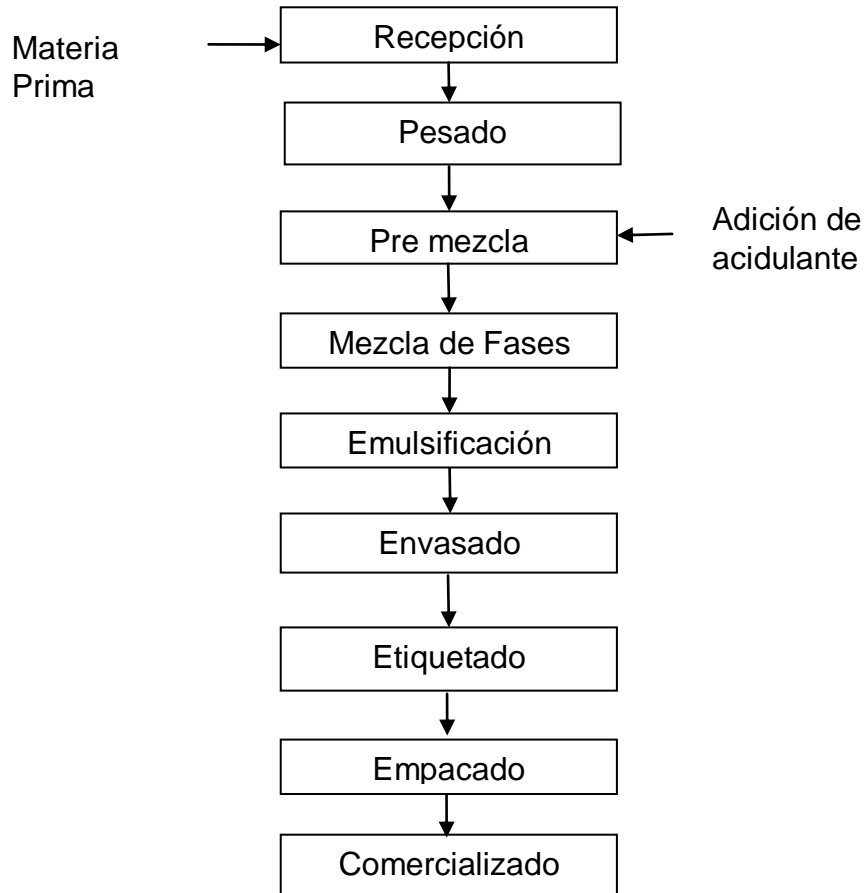 Materia
Prima
Recepción
Pesado
Pre mezcla
Adición de
acidulante
Mezcla de Fases
Emulsificación
Envasado
Etiquetado
Empacado
Comercializado